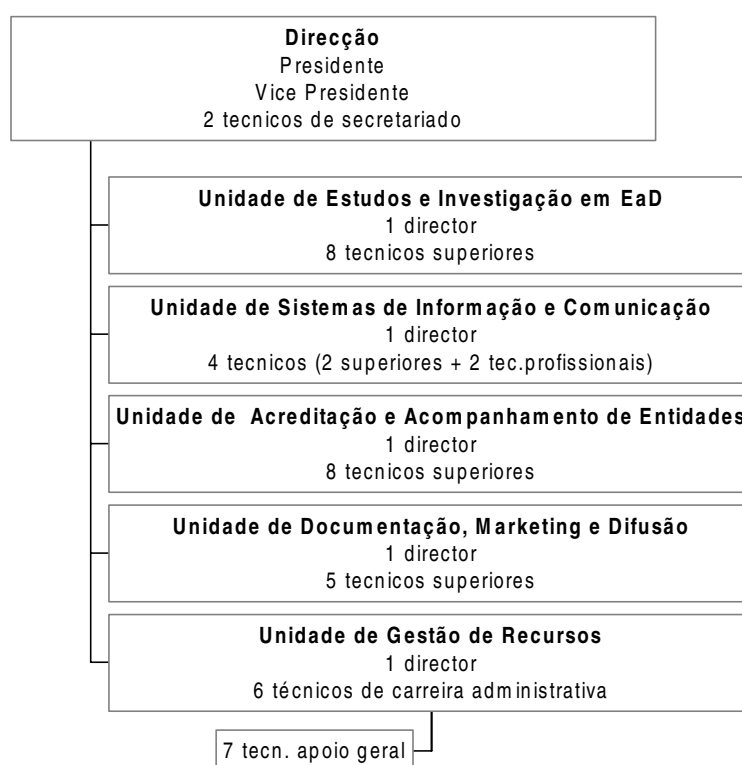 Direcção
Presidente
Vice Presidente
2 tecnicos de secretariado
Unidade de Estudos e Investigação em EaD
1 director
8 tecnicos superiores
Unidade de Sistemas de Informação e Comunicação
1 director
4 tecnicos (2 superiores + 2 tec.profissionais)
Unidade de Acreditação e Acompanhamento de Entidades
1 director
8 tecnicos superiores
Unidade de Documentação, Marketing e Difusão
1 director
5 tecnicos superiores
Unidade de Gestão de Recursos
1 director
6 técnicos de carreira administrativa
7 tecn. apoio geral